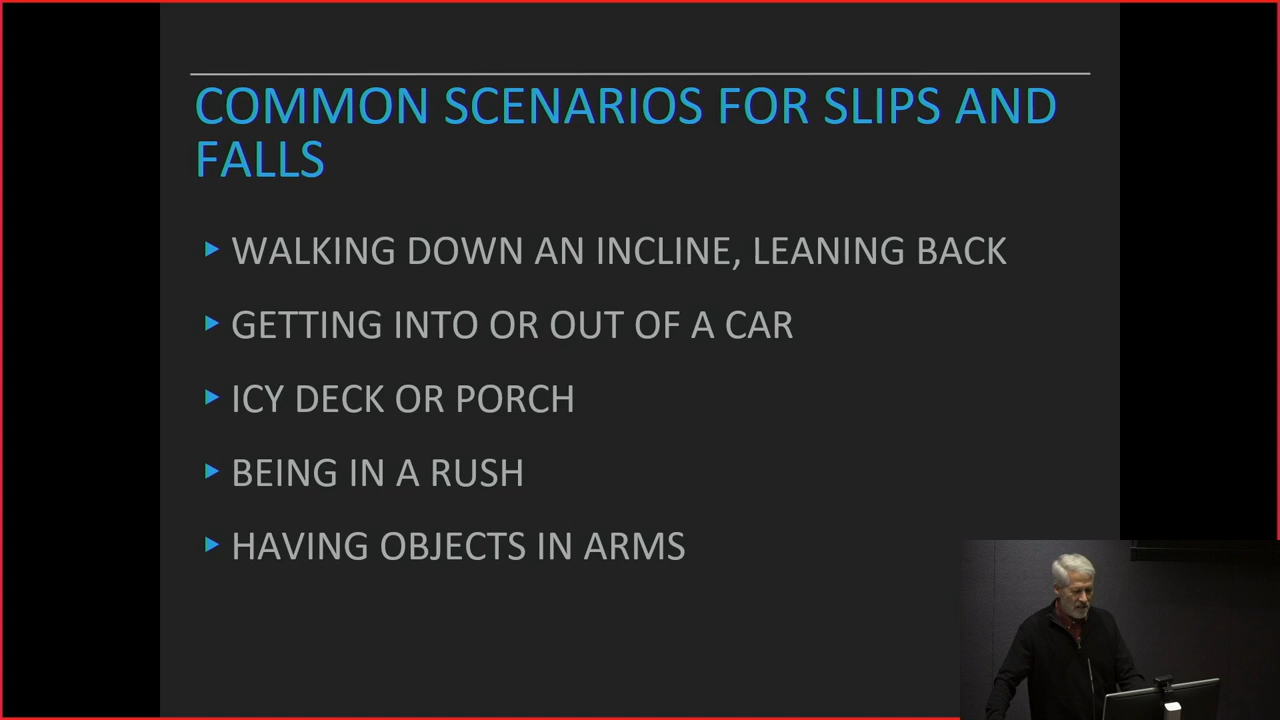 COMMON SCENARIOS FOR SLIPS AND
FALLS
WALKING DOWN AN INCLINE, LEANING BACK
GETTING INTO OR OUT OF A CAR
ICY DECK OR PORCH
BEING IN A RUSH
HAVING OBJECTS IN ARMS